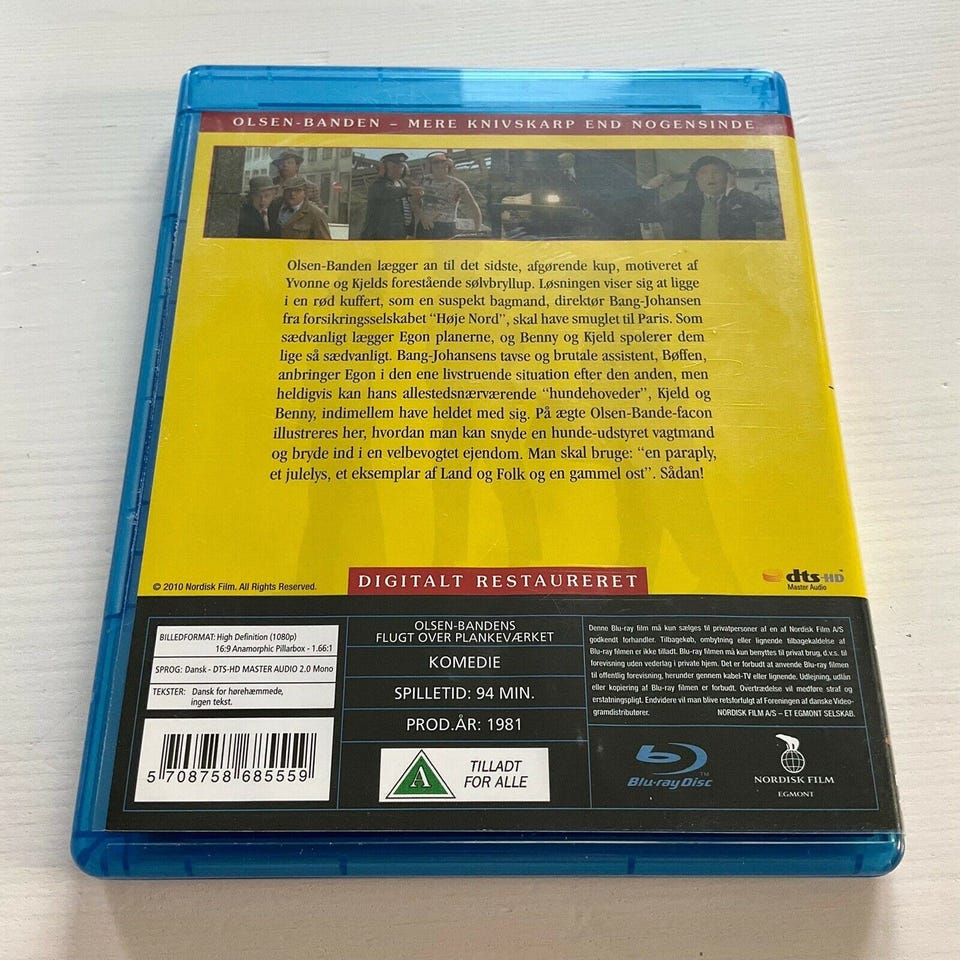 OLSEN-BANDEN – MERE KNIVSKARP END NOGENSINDE
Olsen-Banden lægger an til det sidste, afgørende kup, motiveret af
Yvonne og Kjelds forestående sølvbryllup. Løsningen viser sig at ligge
i en rød kuffert, som en suspekt bagmand, direktør Bang-Johansen
fra forsikringsselskabet "Høje Nord", skal have smuglet til Paris. Som
sædvanligt lægger Egon planerne, og Benny og Kjeld spolerer dem
lige så sædvanligt. Bang-Johansens tavse og brutale assistent, Bøffen,
anbringer Egon i den ene livstruende situation efter den anden, men
heldigvis kan hans allestedsnærværende "hundehoveder", Kjeld og
Benny, indimellem have heldet med sig. På ægte Olsen-Bande-facon
illustreres her, hvordan man kan snyde en hunde-udstyret vagtmand
og bryde ind i en velbevogtet ejendom. Man skal bruge: "en paraply,
et julelys, et eksemplar af Land og Folk og en gammel ost". Sådan!
© 2010 Nordisk Film. All Rights Reserved.
DIGITALT RESTAURERET
dts-HD
Master Audio
BILLEDFORMAT: High Definition (1080p)
16:9 Anamorphic Pillarbox - 1.66:1
SPROG: Dansk - DTS-HD MASTER AUDIO 2.0 Mono
TEKSTER: Dansk for hørehæmmede,
ingen tekst.
5 708758 685559
OLSEN-BANDENS
FLUGT OVER PLANKEVÆRKET
KOMEDIE
SPILLETID: 94 MIN.
PROD.ÅR: 1981
A
TILLADT
FOR ALLE
Denne Blu-ray film må kun sælges til privatpersoner af en af Nordisk Film A/S
godkendt forhandler. Tilbagekøb, ombytning eller lignende tilbagekaldelse af
Blu-ray filmen er ikke tilladt. Blu-ray filmen må kun benyttes til privat brug, d.v.s. til
forevisning uden vederlag i private hjem. Det er forbudt at anvende Blu-ray filmen
til offentlig forevisning, herunder gennem kabel-TV eller lignende. Udlejning, udlån
eller kopiering af Blu-ray filmen er forbudt. Overtrædelse vil medføre straf og
erstatningsansvar. Endvidere vil man blive retsforfulgt af Foreningen af danske Video-
gramdistributører. NORDISK FILM A/S – ET EGMONT SELSKAB.
Blu-ray Disc
TM
NORDISK FILM
EGMONT